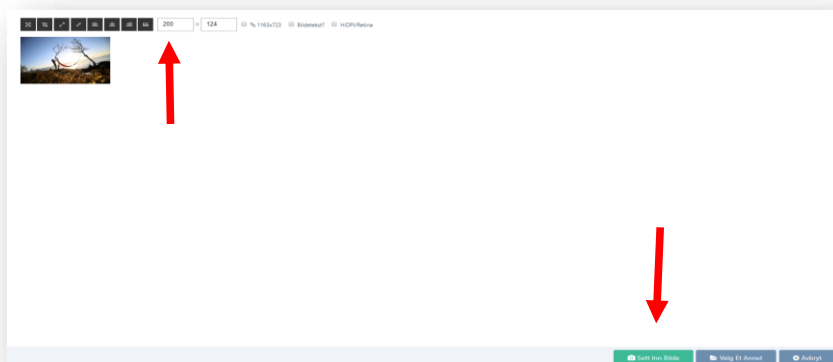 200 × 124 1163x723 Bildetekst? HiDPI/Retina
Sett Inn Bilde Velg Et Annet Avbryt